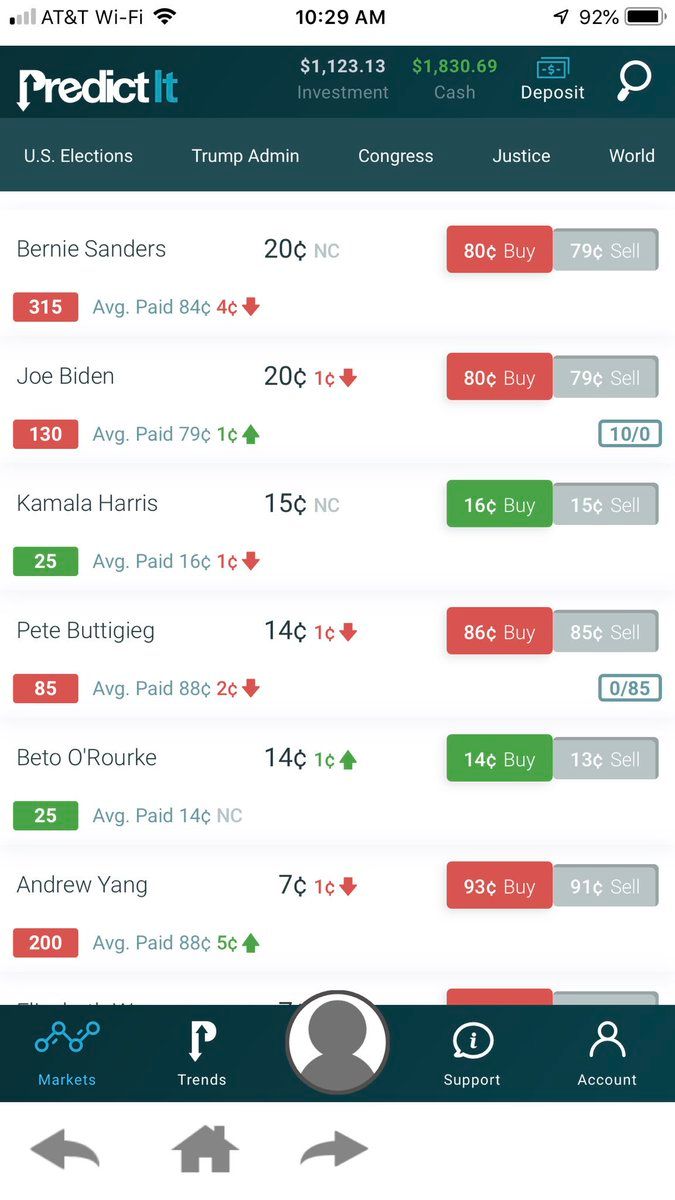 AT&T Wi-Fi 10:29 AM 92%
PredictIt $1,123.13 Investment $1,830.69 Cash Deposit
U.S. Elections Trump Admin Congress Justice World
Bernie Sanders 20¢ NC 80¢ Buy 79¢ Sell
315 Avg. Paid 84¢ 4¢
Joe Biden 20¢ 1¢ 80¢ Buy 79¢ Sell
130 Avg. Paid 79¢ 1¢ 10/0
Kamala Harris 15¢ NC 16¢ Buy 15¢ Sell
25 Avg. Paid 16¢ 1¢
Pete Buttigieg 14¢ 1¢ 86¢ Buy 85¢ Sell
85 Avg. Paid 88¢ 2¢ 0/85
Beto O'Rourke 14¢ 1¢ 14¢ Buy 13¢ Sell
25 Avg. Paid 14¢ NC
Andrew Yang 7¢ 1¢ 93¢ Buy 91¢ Sell
200 Avg. Paid 88¢ 5¢
Markets Trends Support Account